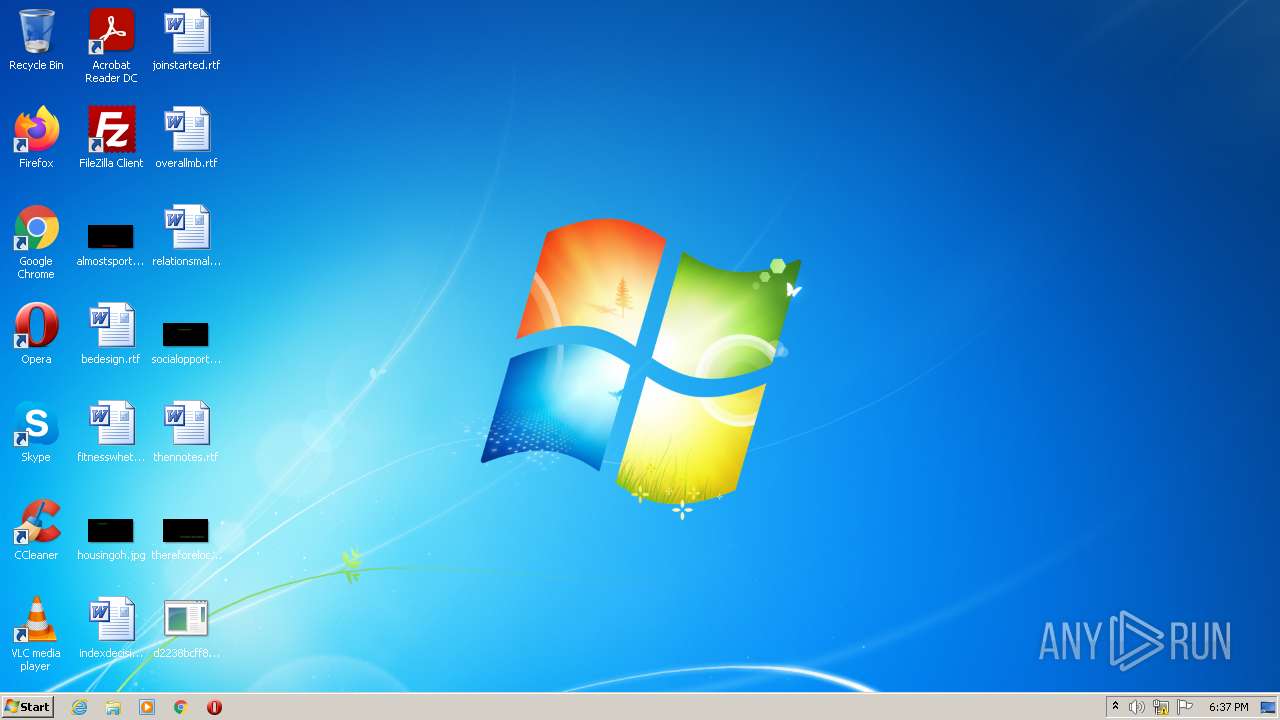 Recycle Bin
Acrobat
Reader DC
joinstarted.rtf
Firefox
FileZilla Client
overallmb.rtf
Google
Chrome
almostsport...
relationsmal...
Opera
bedesign.rtf
socialopport...
Skype
fitnesswhet...
thennotes.rtf
CCleaner
housingoh.jpg
thereforeloc...
VLC media
player
indexdecisi...
d2238bcff8...
ANY RUN
Start
6:37 PM